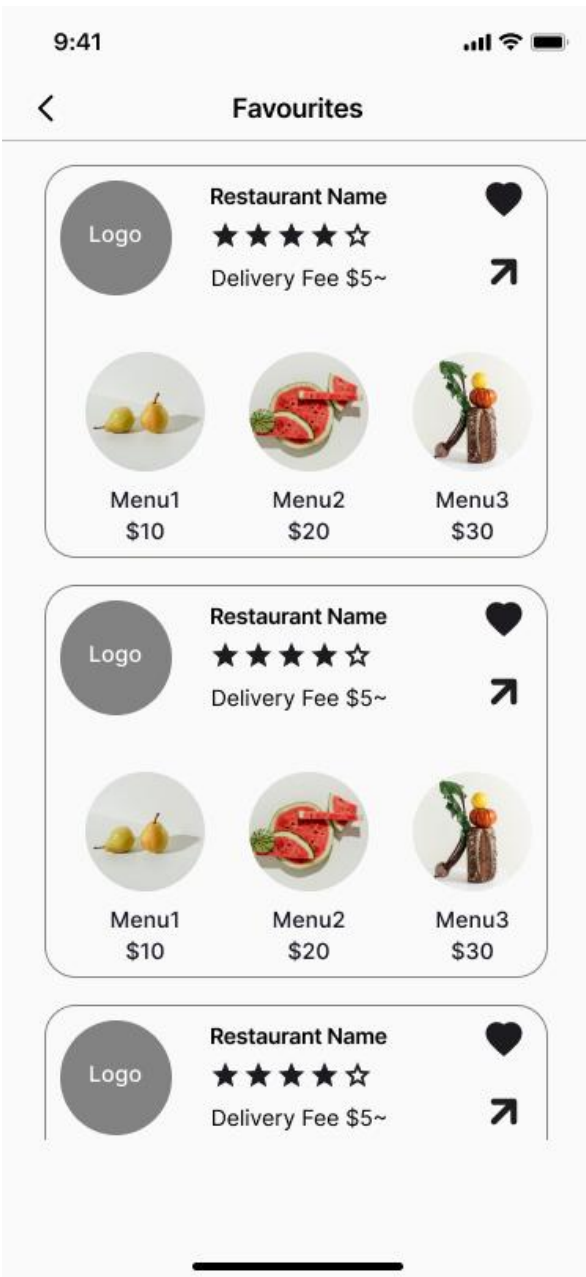 9:41
Favourites
Logo
Restaurant Name
Delivery Fee $5~
Menu1 Menu2 Menu3
$10 $20 $30
Logo
Restaurant Name
Delivery Fee $5~
Menu1 Menu2 Menu3
$10 $20 $30
Logo
Restaurant Name
Delivery Fee $5~